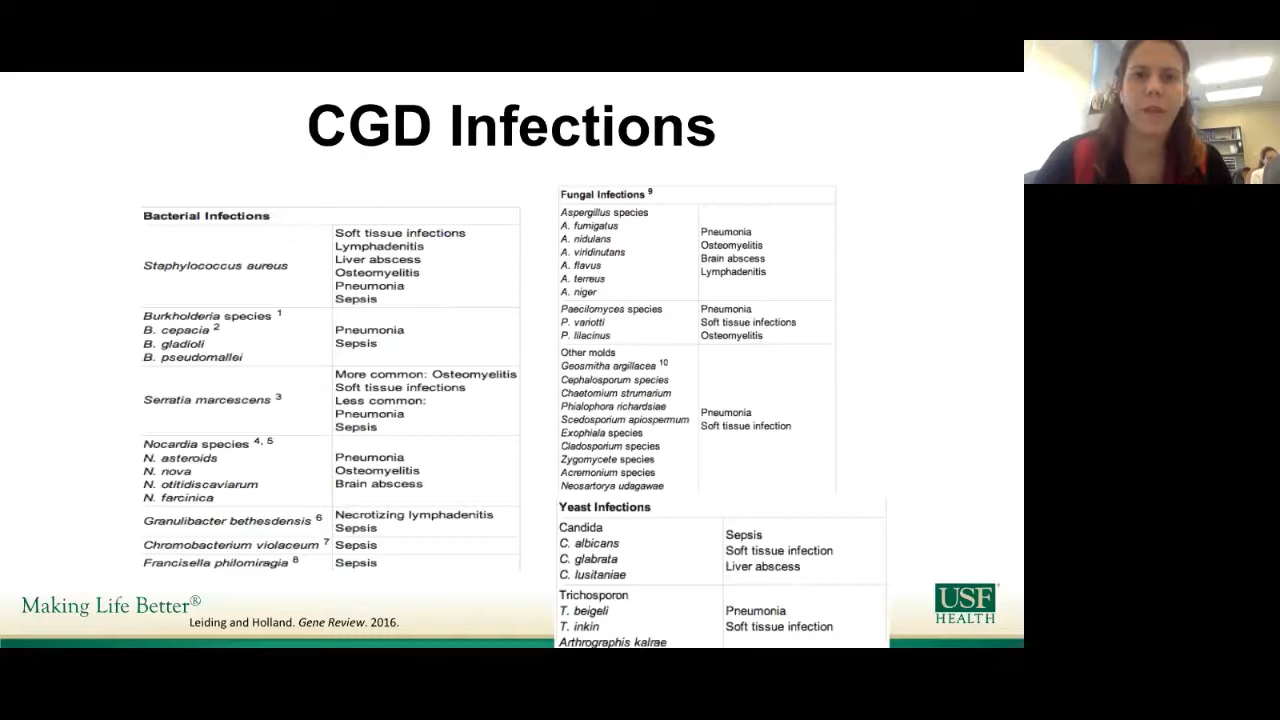 CGD Infections
Bacterial Infections
Staphylococcus aureus
Soft tissue infections
Lymphadenitis
Liver abscess
Osteomyelitis
Pneumonia
Sepsis
Burkholderia species 1
B. cepacia 2
B. gladioli
B. pseudomallei
Pneumonia
Sepsis
Serratia marcescens 3
More common: Osteomyelitis
Soft tissue infections
Less common:
Pneumonia
Sepsis
Nocardia species 4, 5
N. asteroids
N. nova
N. otitidiscaviarum
N. farcinica
Pneumonia
Osteomyelitis
Brain abscess
Granulibacter bethesdensis 6
Necrotizing lymphadenitis
Sepsis
Chromobacterium violaceum 7
Sepsis
Francisella philomiragia 8
Sepsis
Fungal Infections 9
Aspergillus species
A. fumigatus
A. nidulans
A. viridinutans
A. flavus
A. terreus
A. niger
Pneumonia
Osteomyelitis
Brain abscess
Lymphadenitis
Paecilomyces species
P. variotti
P. lilacinus
Pneumonia
Soft tissue infections
Osteomyelitis
Other molds
Geosmitha argillacea 10
Cephalosporum species
Chaetomium strumarium
Phialophora richardsiae
Scedosporium apiospermum
Exophiala species
Cladosporium species
Zygomycete species
Acremonium species
Neosartorya udagawae
Pneumonia
Soft tissue infection
Yeast Infections
Candida
C. albicans
C. glabrata
C. lusitaniae
Sepsis
Soft tissue infection
Liver abscess
Trichosporon
T. beigeli
T. inkin
Arthrographis kalrae
Pneumonia
Soft tissue infection
Making Life Better®
Leiding and Holland. Gene Review. 2016.
USF
HEALTH